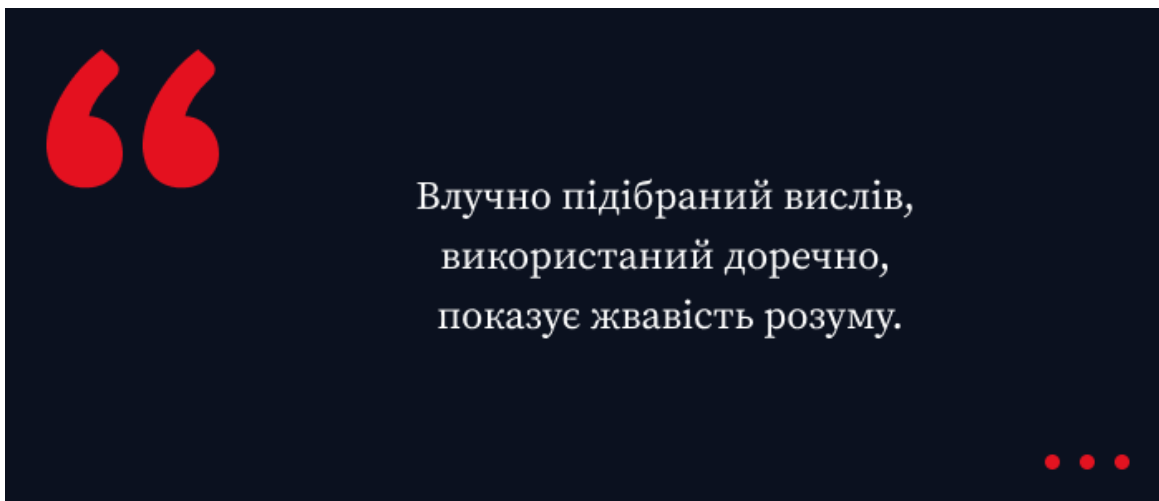 “
Влучно підібраний вислів,
використаний доречно,
показує жвавість розуму.